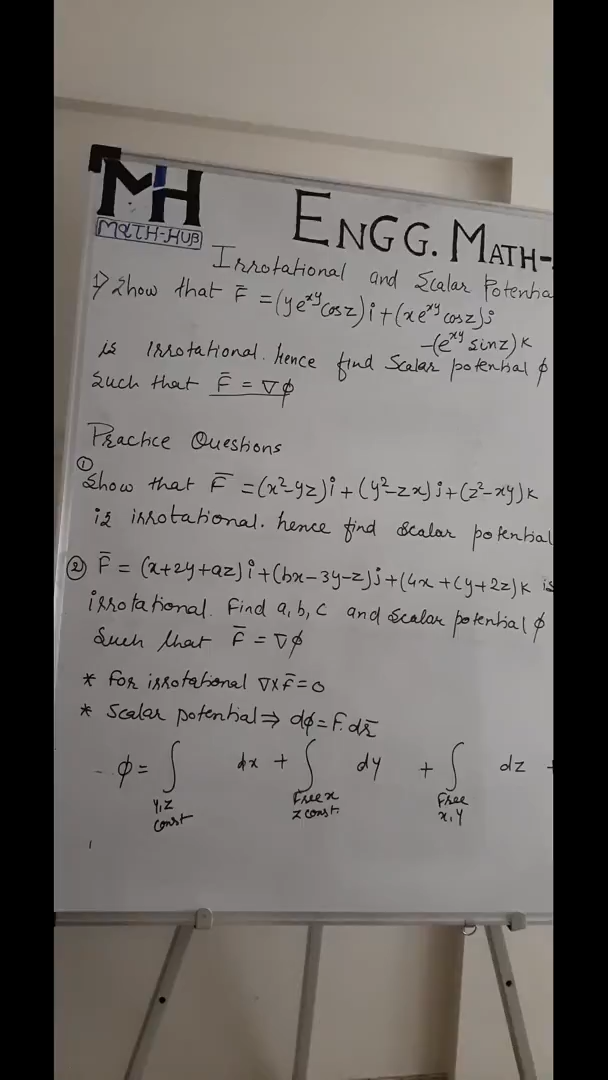 MH
MATH-HUB
ENGG. MATH-
Irrotational and Scalar Potentia
1) Show that F̄ = (ye^xy cosz)i + (xe^xy cosz)j
-(e^xy sinz)k
is Irrotational. hence find Scalar potential ϕ
Such that F̄ = ∇ϕ
Practice Questions
① Show that F̄ = (x²-yz)i + (y²-zx)j + (z²-xy)k
is irrotational. hence find scalar potential
② F̄ = (x+2y+az)i + (bx-3y-z)j + (4x+cy+2z)k is
irrotational. Find a, b, c and scalar potential ϕ
Such that F̄ = ∇ϕ
* For irrotational ∇×F̄ = 0
* Scalar potential ⇒ dϕ = F. dr̄
ϕ = ∫ dx + ∫ dy + ∫ dz +
y,z Free x Free
const z const. x,y